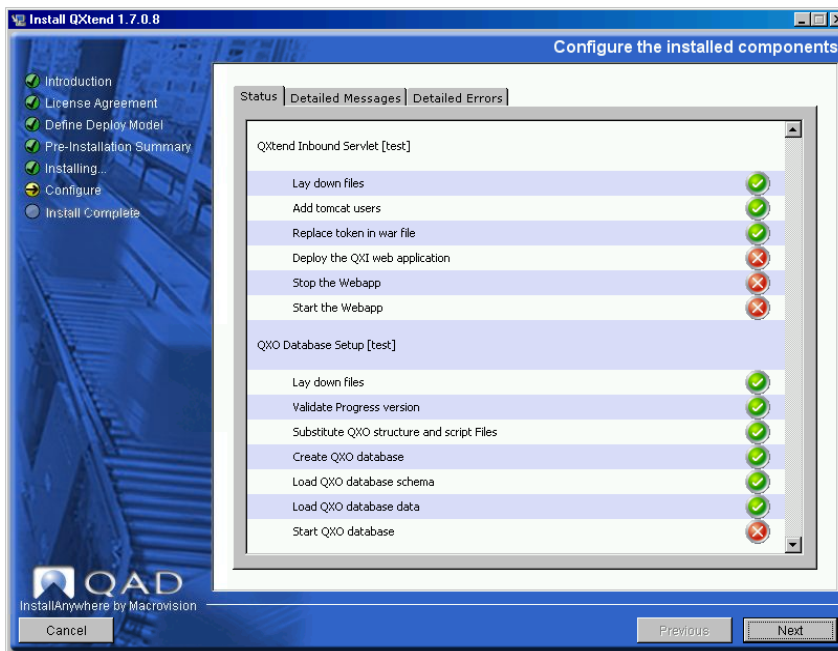 Install QXtend 1.7.0.8
Configure the installed components
Introduction
License Agreement
Define Deploy Model
Pre-Installation Summary
Installing...
Configure
Install Complete
Status
Detailed Messages
Detailed Errors
QXtend Inbound Servlet [test]
Lay down files
Add tomcat users
Replace token in war file
Deploy the QXI web application
Stop the Webapp
Start the Webapp
QXO Database Setup [test]
Lay down files
Validate Progress version
Substitute QXO structure and script Files
Create QXO database
Load QXO database schema
Load QXO database data
Start QXO database
QAD
InstallAnywhere by Macrovision
Cancel
Previous
Next